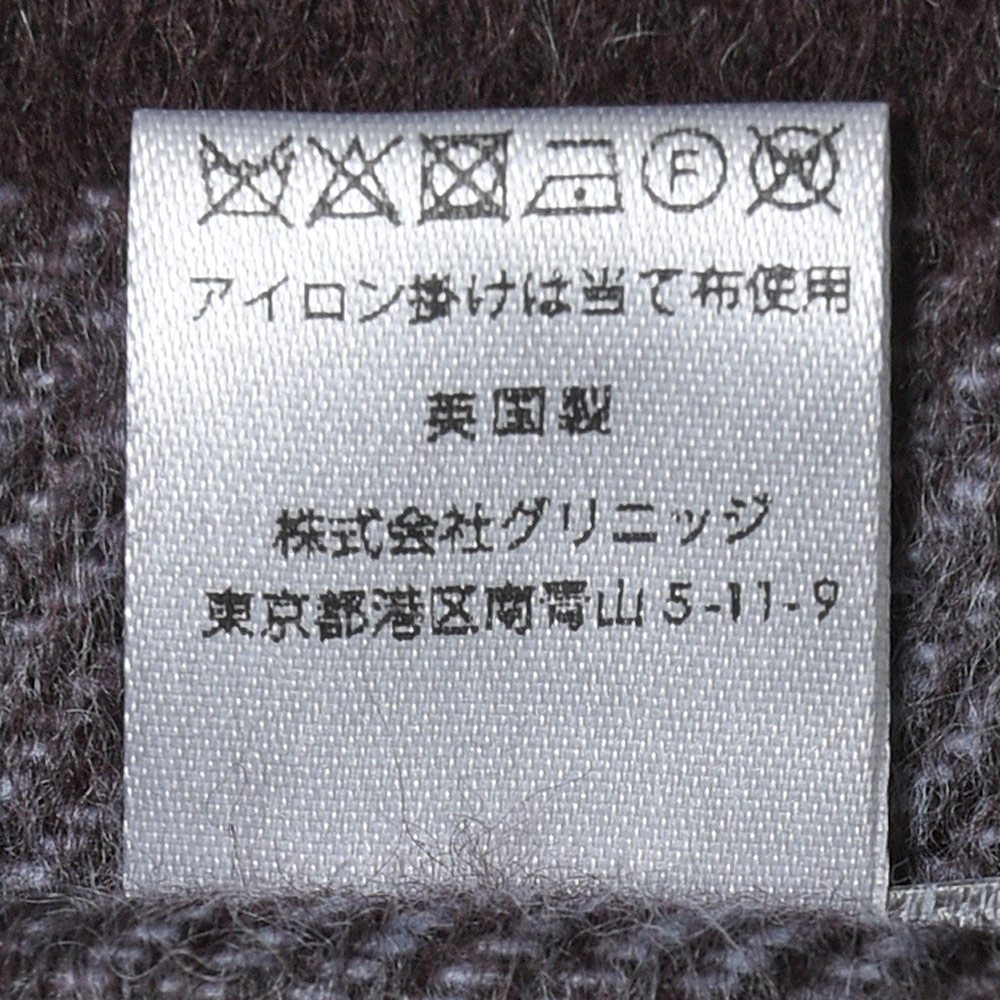 F W
アイロン掛けは当て布使用
英国製
株式会社グリニッジ
東京都港区南青山5-11-9